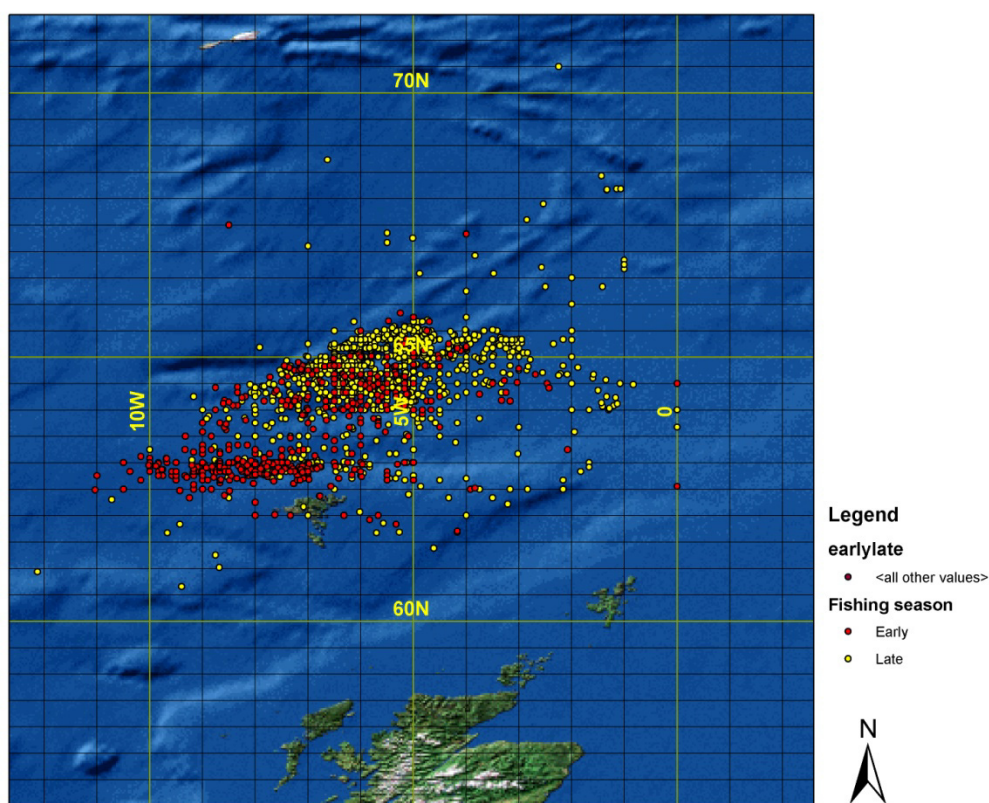 70N
65N
10W
5W
0
60N
Legend
earlylate
<all other values>
Fishing season
Early
Late
N